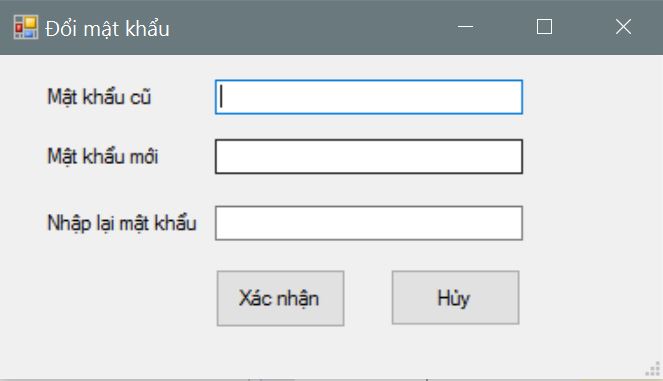 Đổi mật khẩu
Mật khẩu cũ
Mật khẩu mới
Nhập lại mật khẩu
Xác nhận Hủy